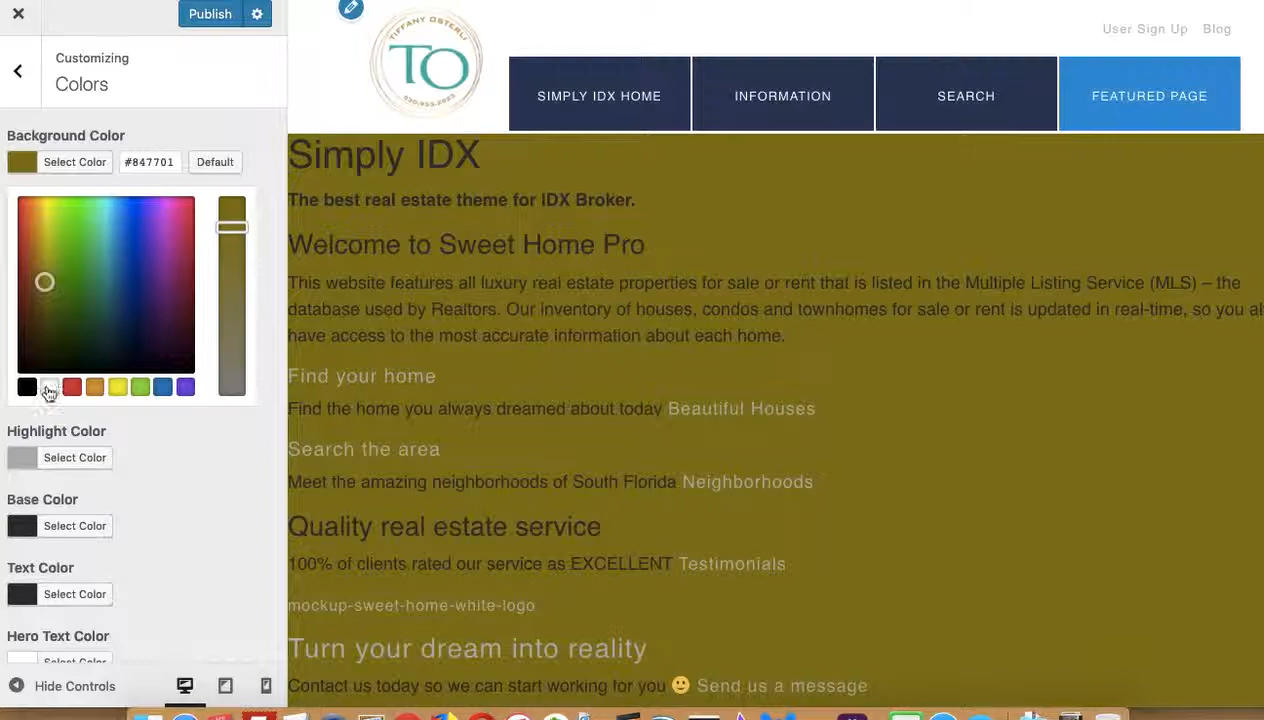 Publish
Customizing
Colors
Background Color
Select Color
#847701
Default
Highlight Color
Select Color
Base Color
Select Color
Text Color
Select Color
Hero Text Color
Select Color
Hide Controls
TIFFANY OSTERLI
TO
User Sign Up
Blog
SIMPLY IDX HOME
INFORMATION
SEARCH
FEATURED PAGE
Simply IDX
The best real estate theme for IDX Broker.
Welcome to Sweet Home Pro
This website features all luxury real estate properties for sale or rent that is listed in the Multiple Listing Service (MLS) – the
database used by Realtors. Our inventory of houses, condos and townhomes for sale or rent is updated in real-time, so you al
have access to the most accurate information about each home.
Find your home
Find the home you always dreamed about today Beautiful Houses
Search the area
Meet the amazing neighborhoods of South Florida Neighborhoods
Quality real estate service
100% of clients rated our service as EXCELLENT Testimonials
mockup-sweet-home-white-logo
Turn your dream into reality
Contact us today so we can start working for you 🙂 Send us a message